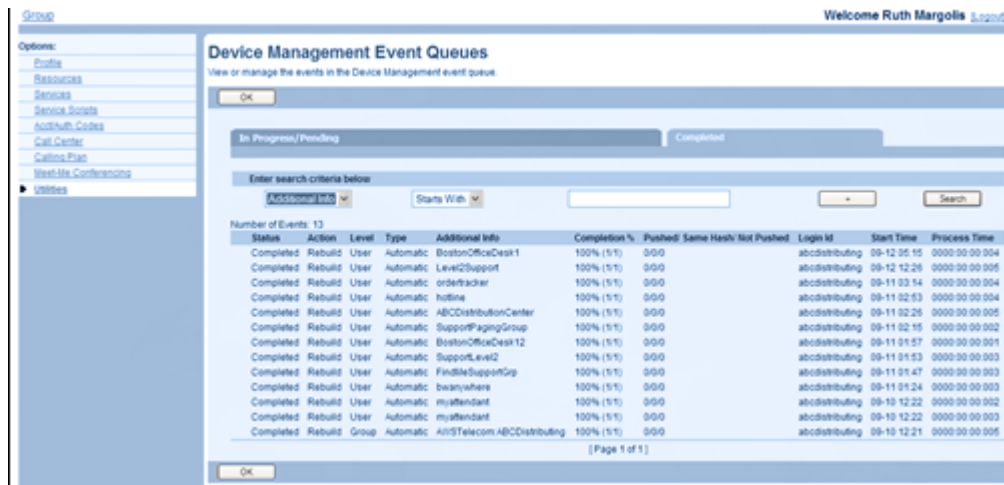 Group
Welcome Ruth Margolis [Logout
Options:
Profile
Resources
Services
Service Scripts
Acct/Auth Codes
Call Center
Calling Plan
Meet-Me Conferencing
Utilities
Device Management Event Queues
View or manage the events in the Device Management event queue.
OK
In Progress/Pending
Completed
Enter search criteria below
Additional Info Starts With + Search
Number of Events: 13
Status Action Level Type Additional Info Completion % Pushed/ Same Hash/ Not Pushed Login Id Start Time Process Time
Completed Rebuild User Automatic BostonOfficeDesk1 100% (1/1) 0/0/0 abcdistributing 09-12 05:15 0000:00:00:004
Completed Rebuild User Automatic Level2Support 100% (1/1) 0/0/0 abcdistributing 09-12 12:26 0000:00:00:005
Completed Rebuild User Automatic ordertracker 100% (1/1) 0/0/0 abcdistributing 09-11 03:14 0000:00:00:004
Completed Rebuild User Automatic hotline 100% (1/1) 0/0/0 abcdistributing 09-11 02:53 0000:00:00:004
Completed Rebuild User Automatic ABCDistributionCenter 100% (1/1) 0/0/0 abcdistributing 09-11 02:26 0000:00:00:005
Completed Rebuild User Automatic SupportPagingGroup 100% (1/1) 0/0/0 abcdistributing 09-11 02:15 0000:00:00:002
Completed Rebuild User Automatic BostonOfficeDesk12 100% (1/1) 0/0/0 abcdistributing 09-11 01:57 0000:00:00:001
Completed Rebuild User Automatic SupportLevel2 100% (1/1) 0/0/0 abcdistributing 09-11 01:53 0000:00:00:003
Completed Rebuild User Automatic FindMeSupportGrp 100% (1/1) 0/0/0 abcdistributing 09-11 01:47 0000:00:00:003
Completed Rebuild User Automatic bwanywhere 100% (1/1) 0/0/0 abcdistributing 09-11 01:24 0000:00:00:003
Completed Rebuild User Automatic myattendant 100% (1/1) 0/0/0 abcdistributing 09-10 12:22 0000:00:00:002
Completed Rebuild User Automatic myattendant 100% (1/1) 0/0/0 abcdistributing 09-10 12:22 0000:00:00:003
Completed Rebuild Group Automatic 100% (1/1) 0/0/0 abcdistributing 09-10 12:21 0000:00:00:005
[ Page 1 of 1 ]
OK